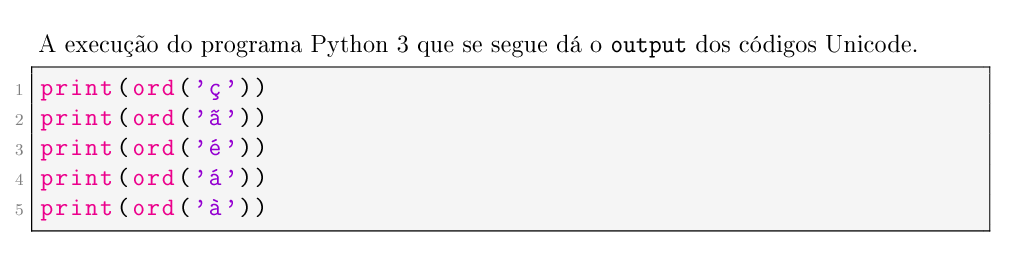 A execução do programa Python 3 que se segue dá o output dos códigos Unicode.
1 print(ord('ç'))
2 print(ord('ã'))
3 print(ord('é'))
4 print(ord('á'))
5 print(ord('à'))